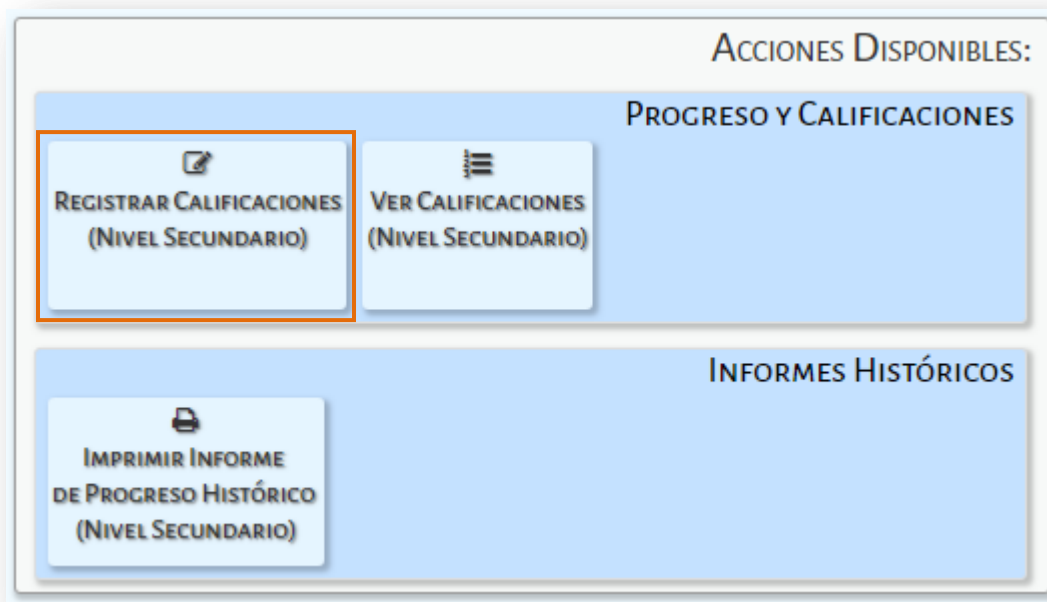 Acciones Disponibles:
Progreso y Calificaciones
Registrar Calificaciones
(Nivel Secundario)
Ver Calificaciones
(Nivel Secundario)
Informes Históricos
Imprimir Informe
de Progreso Histórico
(Nivel Secundario)